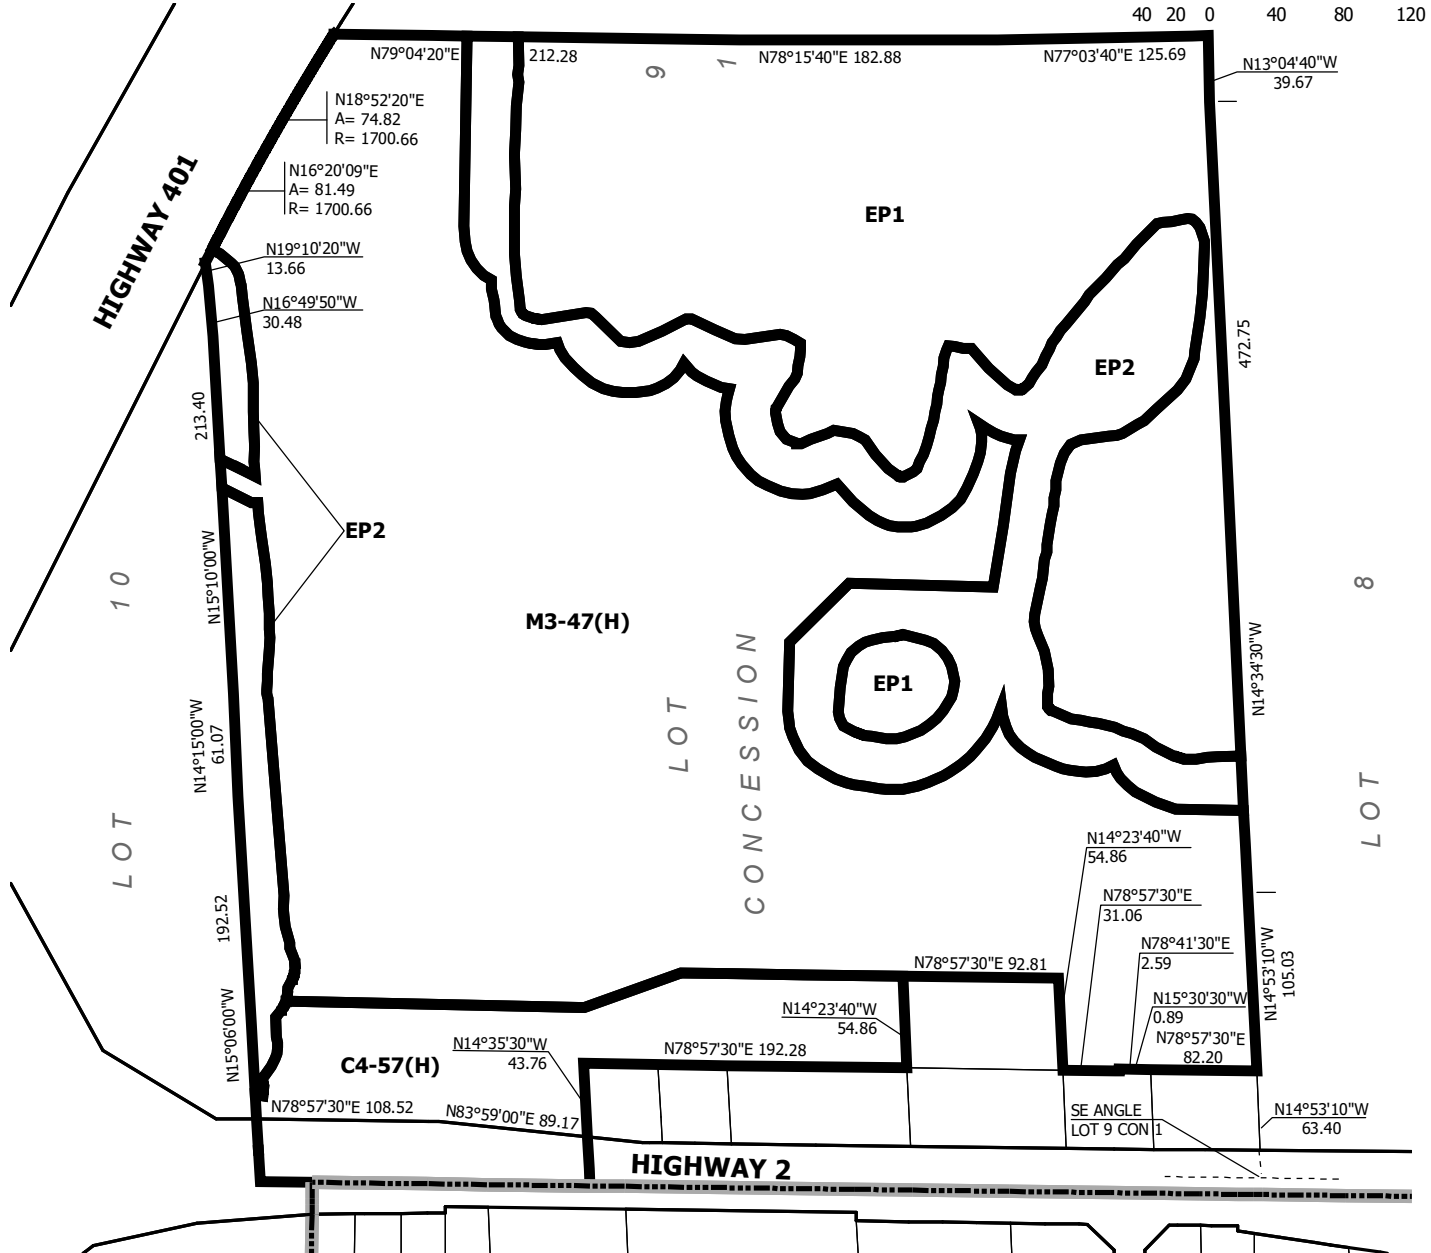 40 20 0 40 80 120
N79°04'20"E
212.28
9
1
N78°15'40"E 182.88
N77°03'40"E 125.69
N13°04'40"W
39.67
N18°52'20"E
A= 74.82
R= 1700.66
N16°20'09"E
A= 81.49
R= 1700.66
HIGHWAY 401
EP1
N19°10'20"W
13.66
N16°49'50"W
30.48
472.75
EP2
213.40
EP2
N15°10'00"W
10
8
M3-47(H)
N14°34'30"W
EP1
LOT
CONCESSION
N14°15'00"W
61.07
LOT
LOT
N14°23'40"W
54.86
N78°57'30"E
31.06
192.52
N78°41'30"E
2.59
N78°57'30"E 92.81
N14°53'10"W
105.03
N15°30'30"W
0.89
N14°23'40"W
54.86
N78°57'30"E
82.20
N15°06'00"W
N14°35'30"W
43.76
N78°57'30"E 192.28
C4-57(H)
N78°57'30"E 108.52
N83°59'00"E 89.17
SE ANGLE
LOT 9 CON 1
N14°53'10"W
63.40
HIGHWAY 2